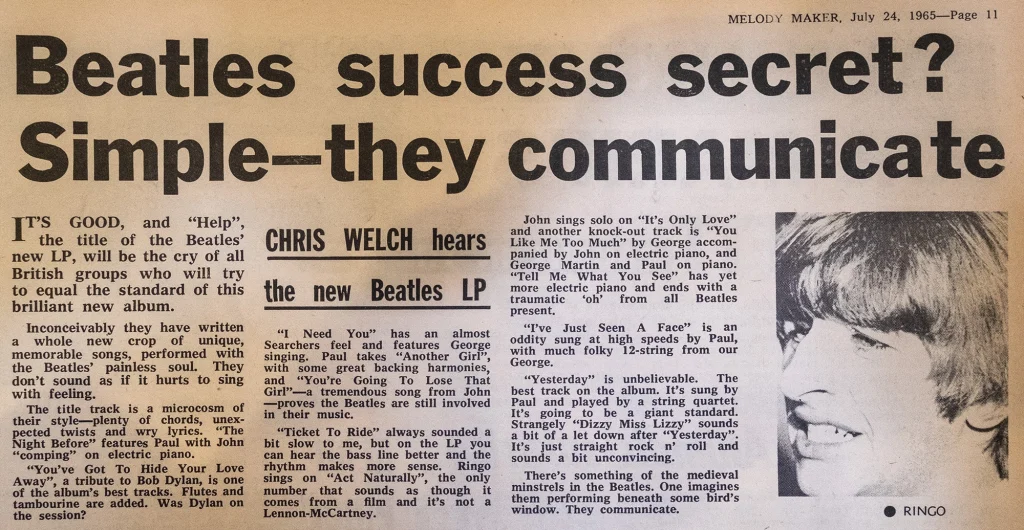 MELODY MAKER, July 24, 1965—Page 11
Beatles success secret?
Simple—they communicate
IT'S GOOD, and "Help",
the title of the Beatles'
new LP, will be the cry of all
British groups who will try
to equal the standard of this
brilliant new album.
Inconceivably they have written
a whole new crop of unique,
memorable songs, performed with
the Beatles' painless soul. They
don't sound as if it hurts to sing
with feeling.
The title track is a microcosm of
their style—plenty of chords, unex-
pected twists and wry lyrics. "The
Night Before" features Paul with John
"comping" on electric piano.
"You've Got To Hide Your Love
Away", a tribute to Bob Dylan, is one
of the album's best tracks. Flutes and
tambourine are added. Was Dylan on
the session?
CHRIS WELCH hears
the new Beatles LP
"I Need You" has an almost
Searchers feel and features George
singing. Paul takes "Another Girl",
with some great backing harmonies,
and "You're Going To Lose That
Girl"—a tremendous song from John
—proves the Beatles are still involved
in their music.
"Ticket To Ride" always sounded a
bit slow to me, but on the LP you
can hear the bass line better and the
rhythm makes more sense. Ringo
sings on "Act Naturally", the only
number that sounds as though it
comes from a film and it's not a
Lennon-McCartney.
John sings solo on "It's Only Love"
and another knock-out track is "You
Like Me Too Much" by George accom-
panied by John on electric piano, and
George Martin and Paul on piano.
"Tell Me What You See" has yet
more electric piano and ends with a
traumatic 'oh' from all Beatles
present.
"I've Just Seen A Face" is an
oddity sung at high speeds by Paul,
with much folky 12-string from our
George.
"Yesterday" is unbelievable. The
best track on the album. It's sung by
Paul and played by a string quartet.
It's going to be a giant standard.
Strangely "Dizzy Miss Lizzy" sounds
a bit of a let down after "Yesterday".
It's just straight rock n' roll and
sounds a bit unconvincing.
There's something of the medieval
minstrels in the Beatles. One imagines
them performing beneath some bird's
window. They communicate.
● RINGO